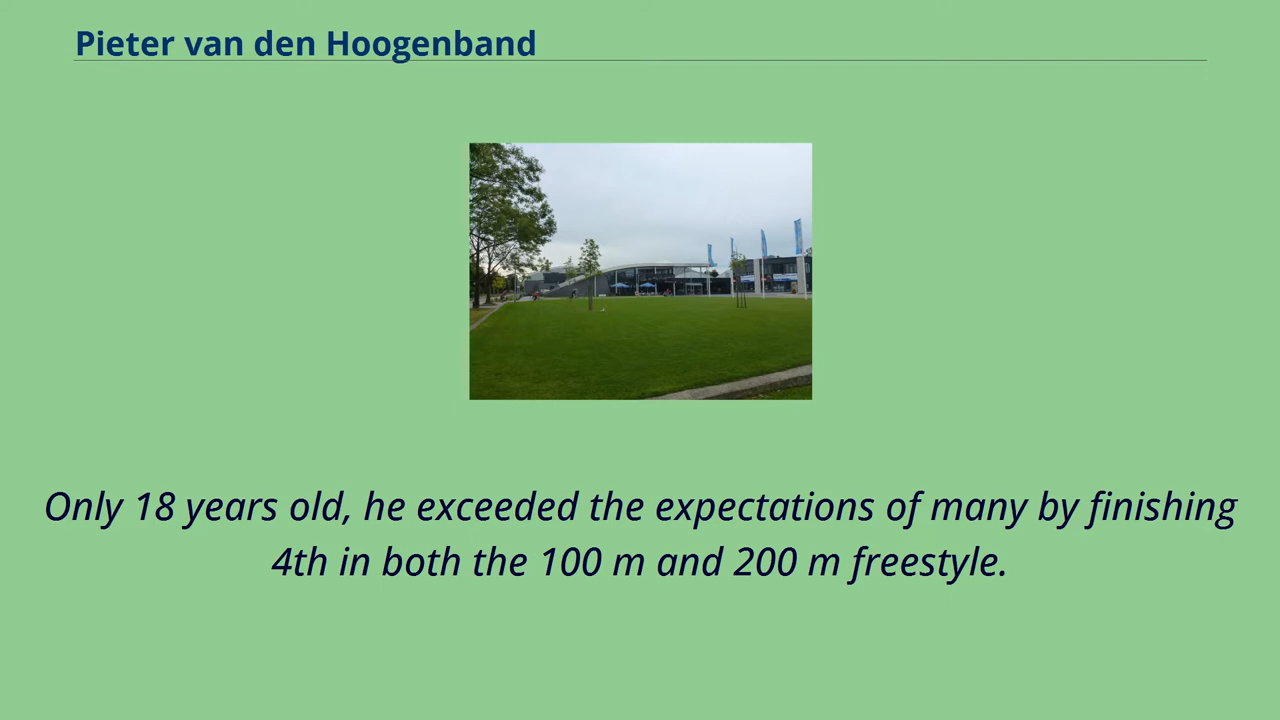 Pieter van den Hoogenband
Only 18 years old, he exceeded the expectations of many by finishing
4th in both the 100 m and 200 m freestyle.